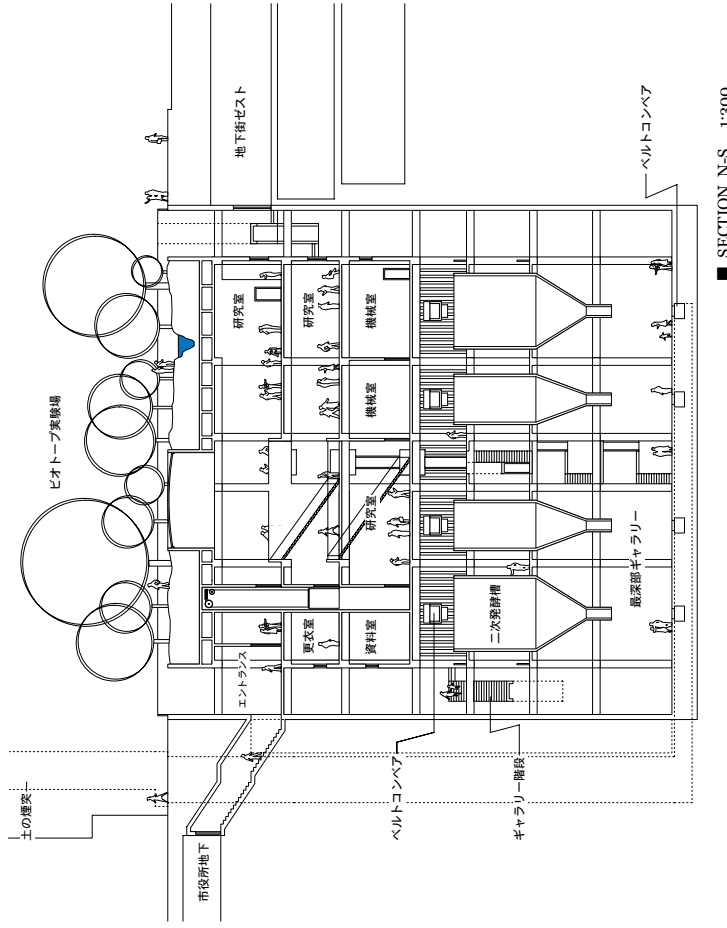 ビオトープ実験場
土の煙突
地下街ゼスト
市役所地下
エントランス
研究室
更衣室
研究室
資料室
研究室
機械室
機械室
ベルトコンベア
二次発酵槽
ギャラリー階段
最深部ギャラリー
ベルトコンベア
■ SECTION N-S 1:300